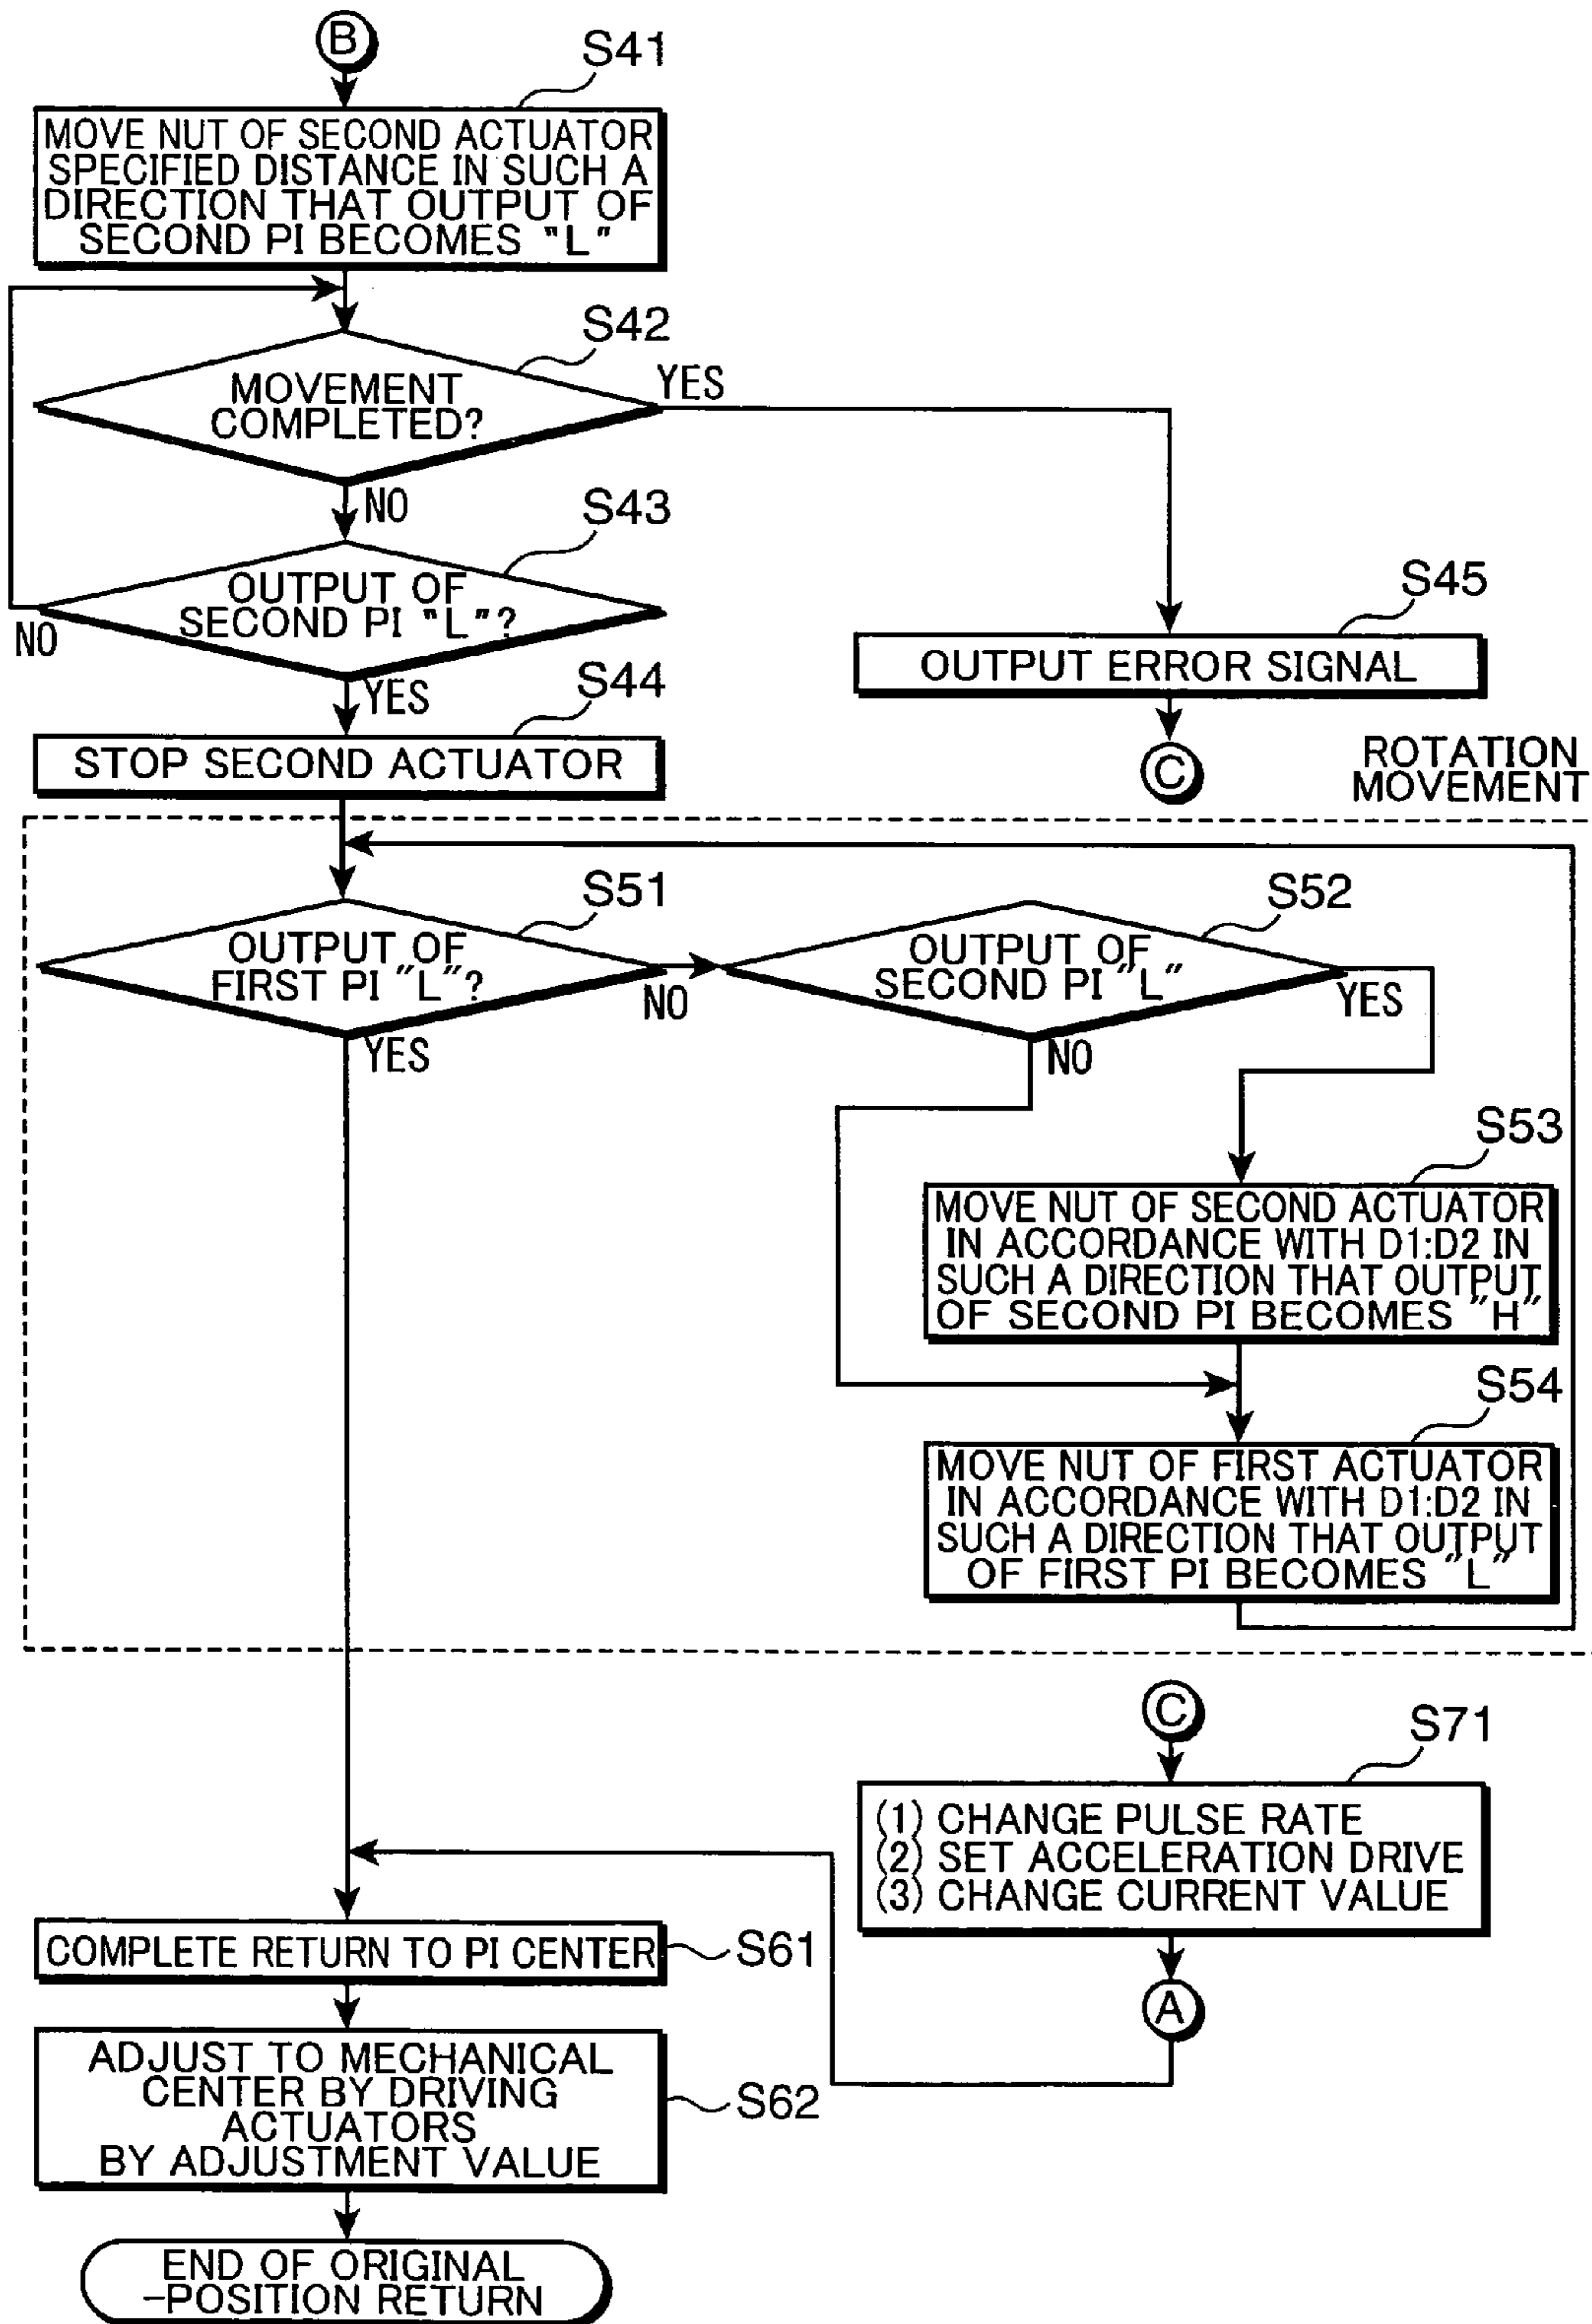 B
S41
MOVE NUT OF SECOND ACTUATOR
SPECIFIED DISTANCE IN SUCH A
DIRECTION THAT OUTPUT OF
SECOND PI BECOMES "L"
S42
MOVEMENT
COMPLETED?
YES
NO
S43
OUTPUT OF
SECOND PI "L"?
NO
YES
S45
OUTPUT ERROR SIGNAL
C
S44
STOP SECOND ACTUATOR
ROTATION
MOVEMENT
S51
OUTPUT OF
FIRST PI "L"?
NO
YES
S52
OUTPUT OF
SECOND PI "L"
YES
NO
S53
MOVE NUT OF SECOND ACTUATOR
IN ACCORDANCE WITH D1:D2 IN
SUCH A DIRECTION THAT OUTPUT
OF SECOND PI BECOMES "H"
S54
MOVE NUT OF FIRST ACTUATOR
IN ACCORDANCE WITH D1:D2 IN
SUCH A DIRECTION THAT OUTPUT
OF FIRST PI BECOMES "L"
C
S71
(1) CHANGE PULSE RATE
(2) SET ACCELERATION DRIVE
(3) CHANGE CURRENT VALUE
A
COMPLETE RETURN TO PI CENTER
S61
ADJUST TO MECHANICAL
CENTER BY DRIVING
ACTUATORS
BY ADJUSTMENT VALUE
S62
END OF ORIGINAL
-POSITION RETURN